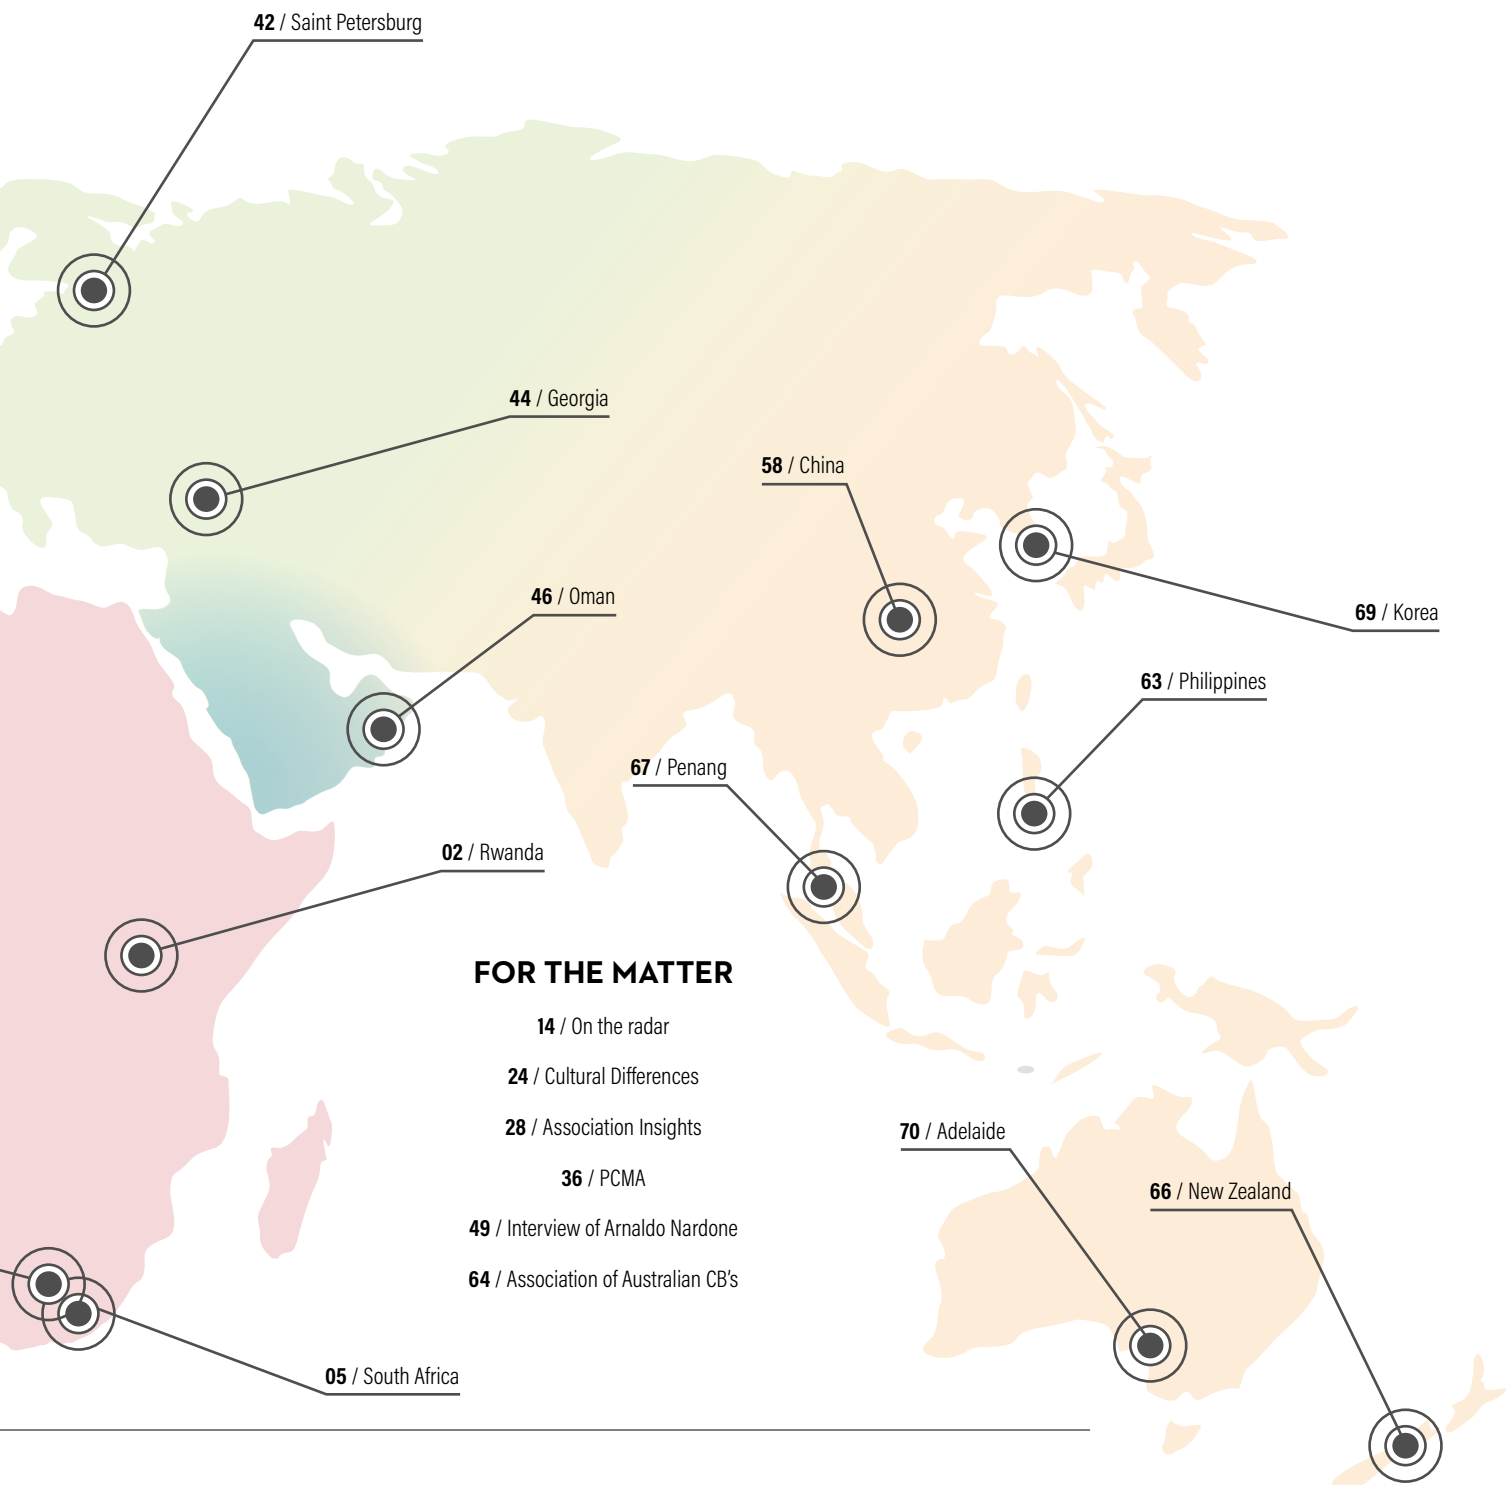 42 / Saint Petersburg
44 / Georgia
58 / China
46 / Oman
69 / Korea
63 / Philippines
67 / Penang
02 / Rwanda
FOR THE MATTER
14 / On the radar
24 / Cultural Differences
28 / Association Insights
36 / PCMA
49 / Interview of Arnaldo Nardone
64 / Association of Australian CB's
70 / Adelaide
66 / New Zealand
05 / South Africa